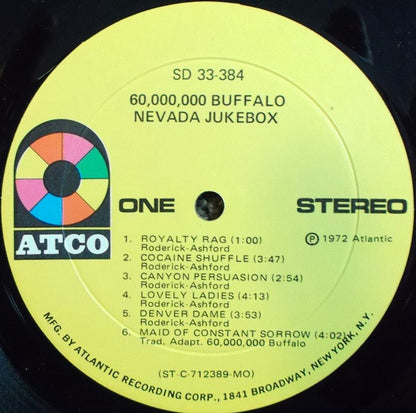 SD 33-384
60,000,000 BUFFALO
NEVADA JUKEBOX
ATCO
ONE
STEREO
1. ROYALTY RAG (1:00)
Roderick-Ashford
2. COCAINE SHUFFLE (3:47)
Roderick-Ashford
3. CANYON PERSUASION (2:54)
Roderick-Ashford
4. LOVELY LADIES (4:13)
Roderick-Ashford
5. DENVER DAME (3:53)
Roderick-Ashford
6. MAID OF CONSTANT SORROW (4:02)
Trad. Adapt. 60,000,000 Buffalo
Ⓟ 1972 Atlantic
(ST-C-712389-MO)
MFG. BY ATLANTIC RECORDING CORP., 1841 BROADWAY, NEW YORK, N.Y.